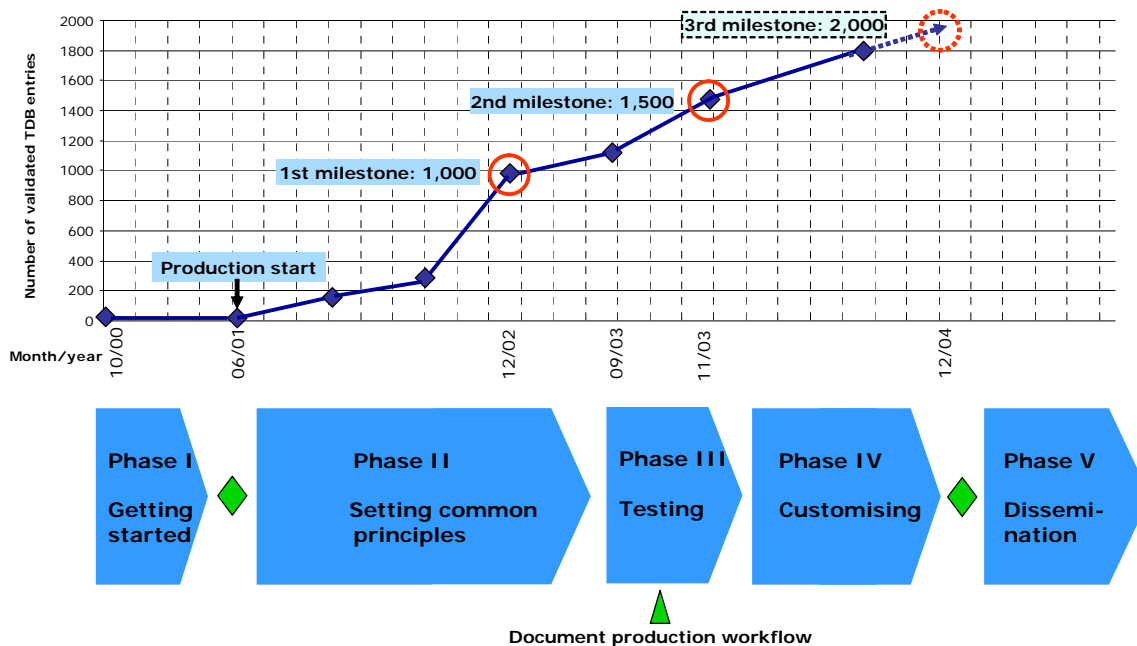 3rd milestone: 2,000
2nd milestone: 1,500
1st milestone: 1,000
Production start
Number of validated TDB entries
2000
1800
1600
1400
1200
1000
800
600
400
200
0
Month/year
10/00
06/01
12/02
09/03
11/03
12/04
Phase I
Getting
started
Phase II
Setting common
principles
Phase III
Testing
Phase IV
Customising
Phase V
Dissemi-
nation
Document production workflow